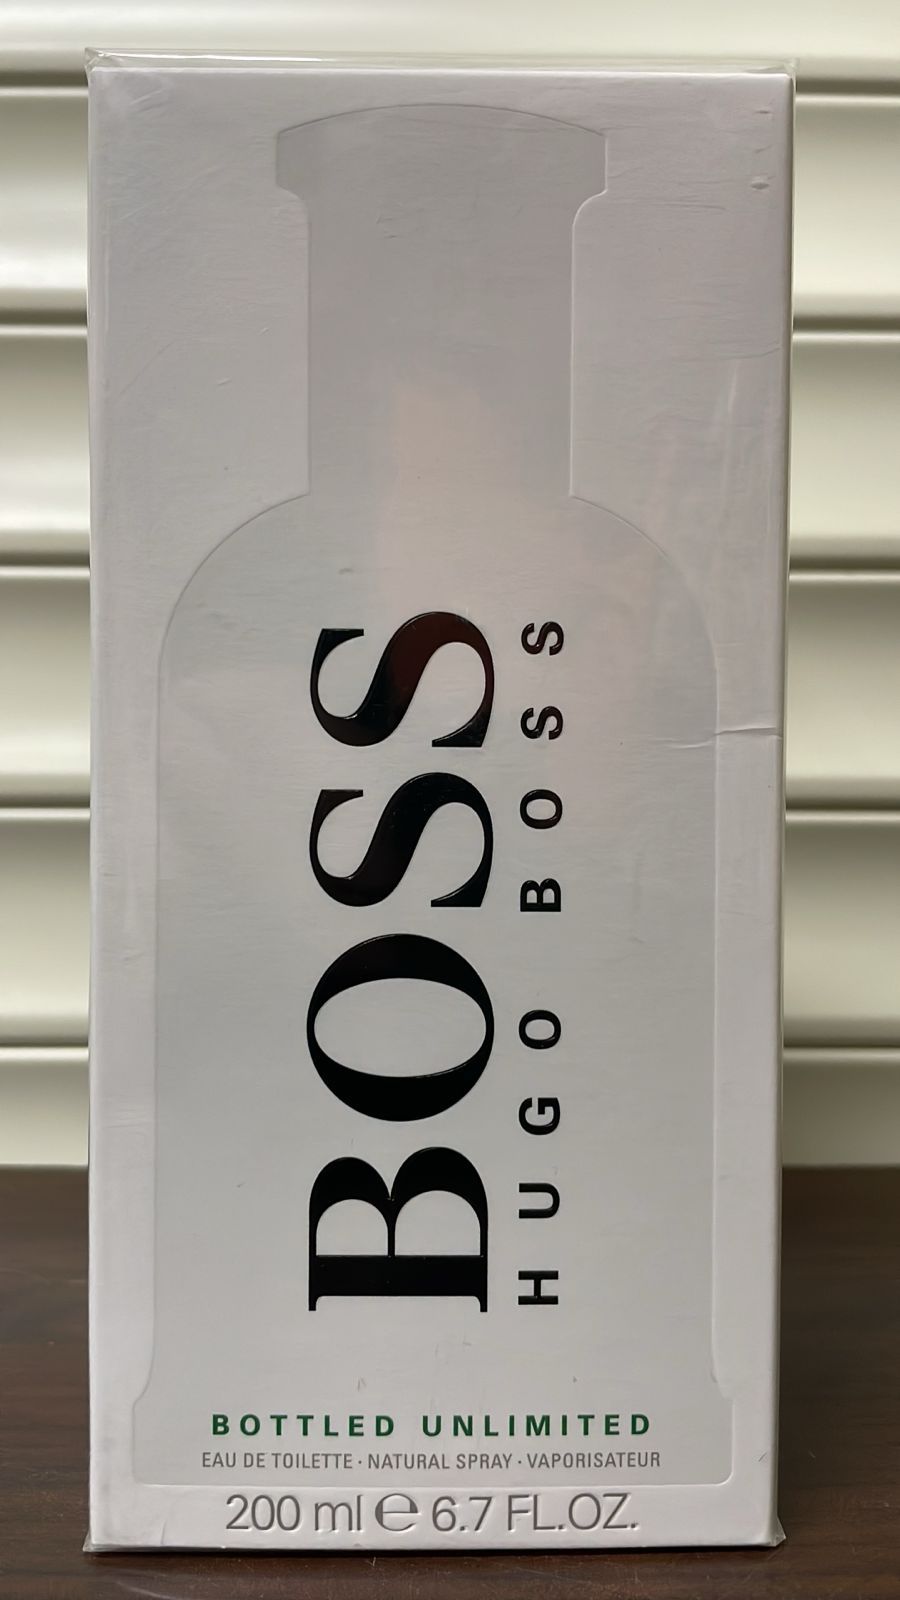 BOSS
HUGO BOSS
BOTTLED UNLIMITED
EAU DE TOILETTE · NATURAL SPRAY · VAPORISATEUR
200 ml ℮ 6.7 FL.OZ.